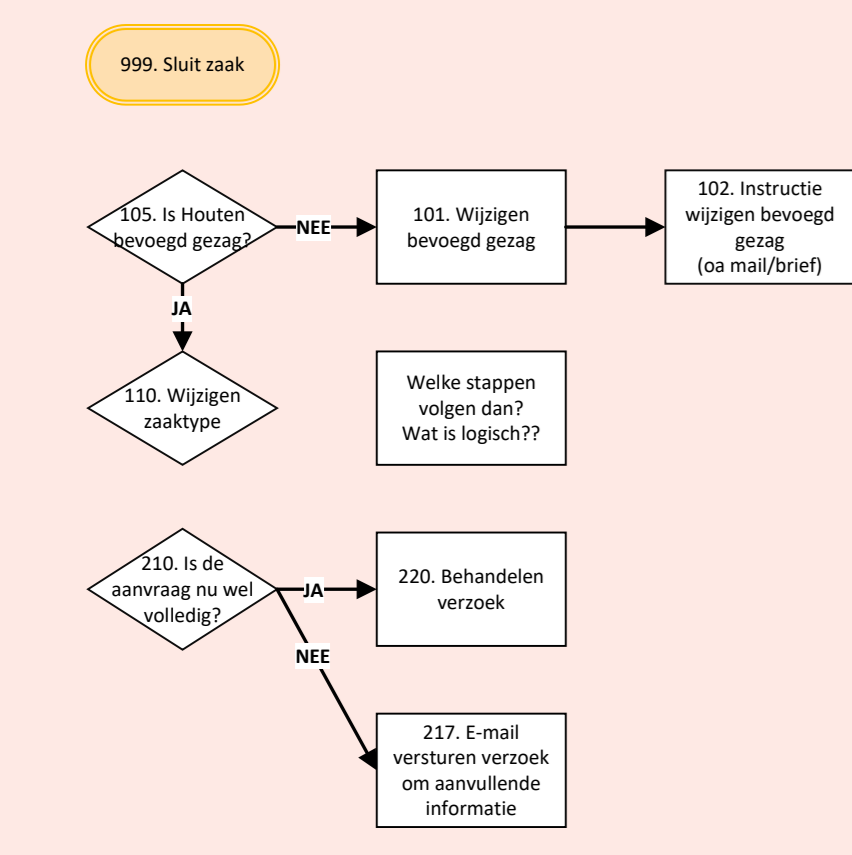 999. Sluit zaak
105. Is Houten
bevoegd gezag?
NEE
101. Wijzigen
bevoegd gezag
102. Instructie
wijzigen bevoegd
gezag
(oa mail/brief)
JA
110. Wijzigen
zaaktype
Welke stappen
volgen dan?
Wat is logisch??
210. Is de
aanvraag nu wel
volledig?
JA
220. Behandelen
verzoek
NEE
217. E-mail
versturen verzoek
om aanvullende
informatie